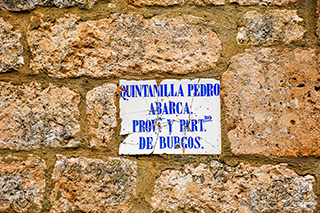 QUINTANILLA PEDRO
ABARCA.
PROV.ª Y PART.DO
DE BURGOS.